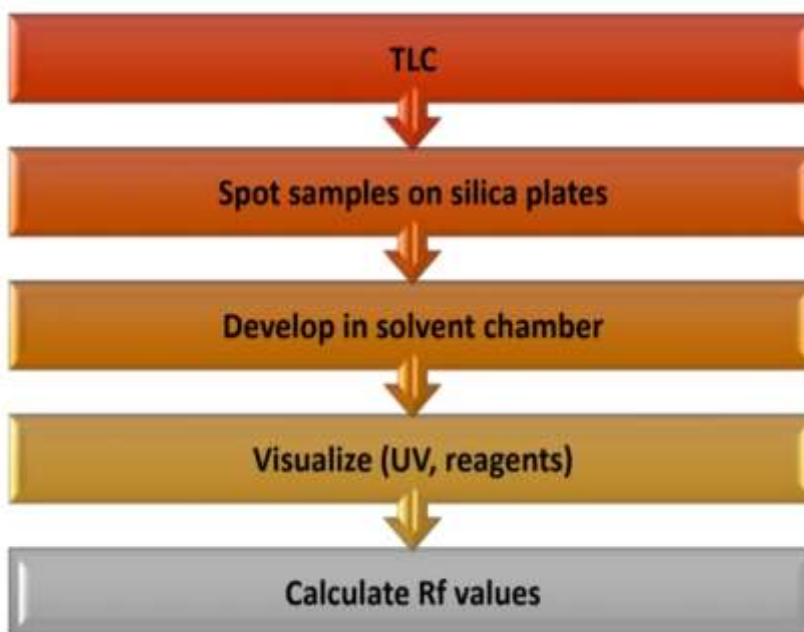 TLC
Spot samples on silica plates
Develop in solvent chamber
Visualize (UV, reagents)
Calculate Rf values